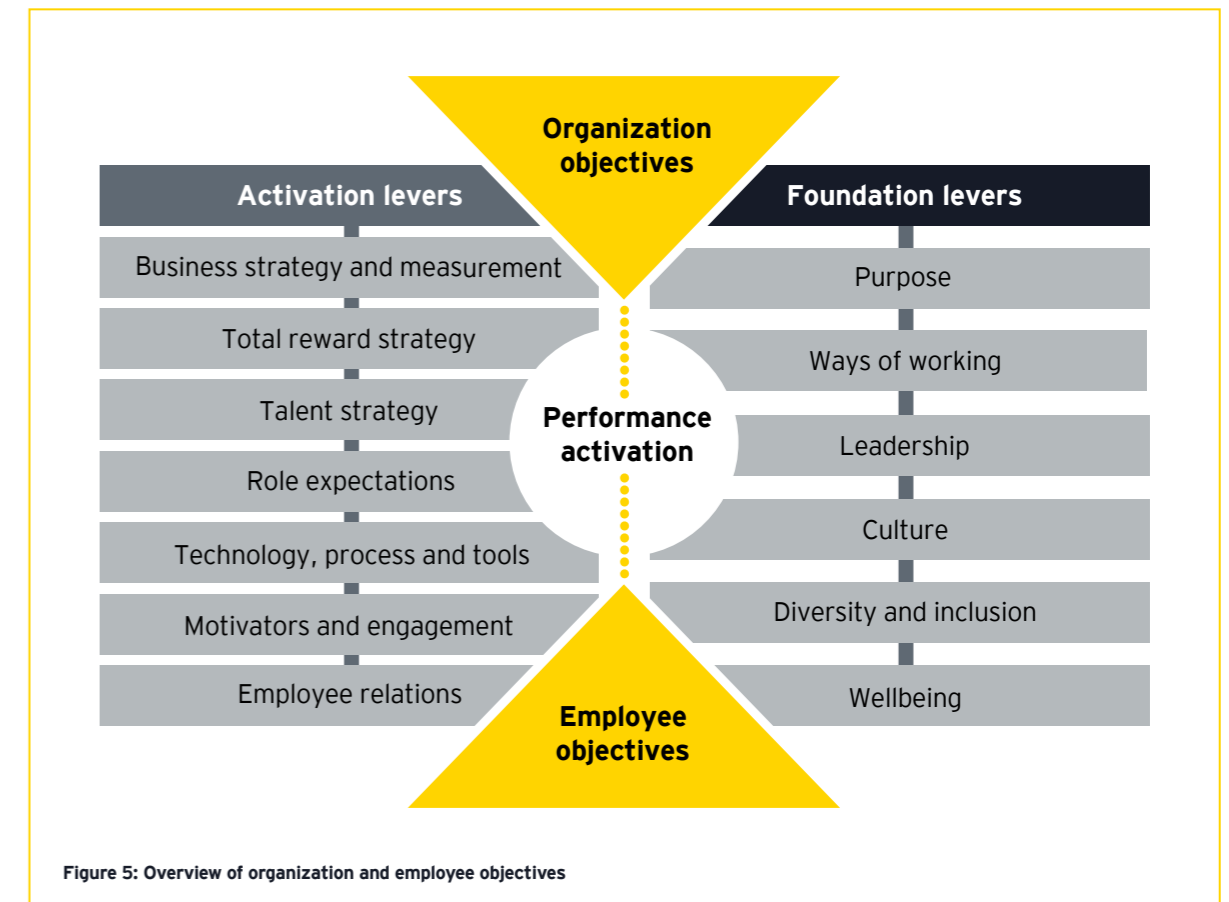 Organization
objectives
Activation levers
Business strategy and measurement
Total reward strategy
Talent strategy
Role expectations
Technology, process and tools
Motivators and engagement
Employee relations
Performance
activation
Foundation levers
Purpose
Ways of working
Leadership
Culture
Diversity and inclusion
Wellbeing
Employee
objectives
Figure 5: Overview of organization and employee objectives